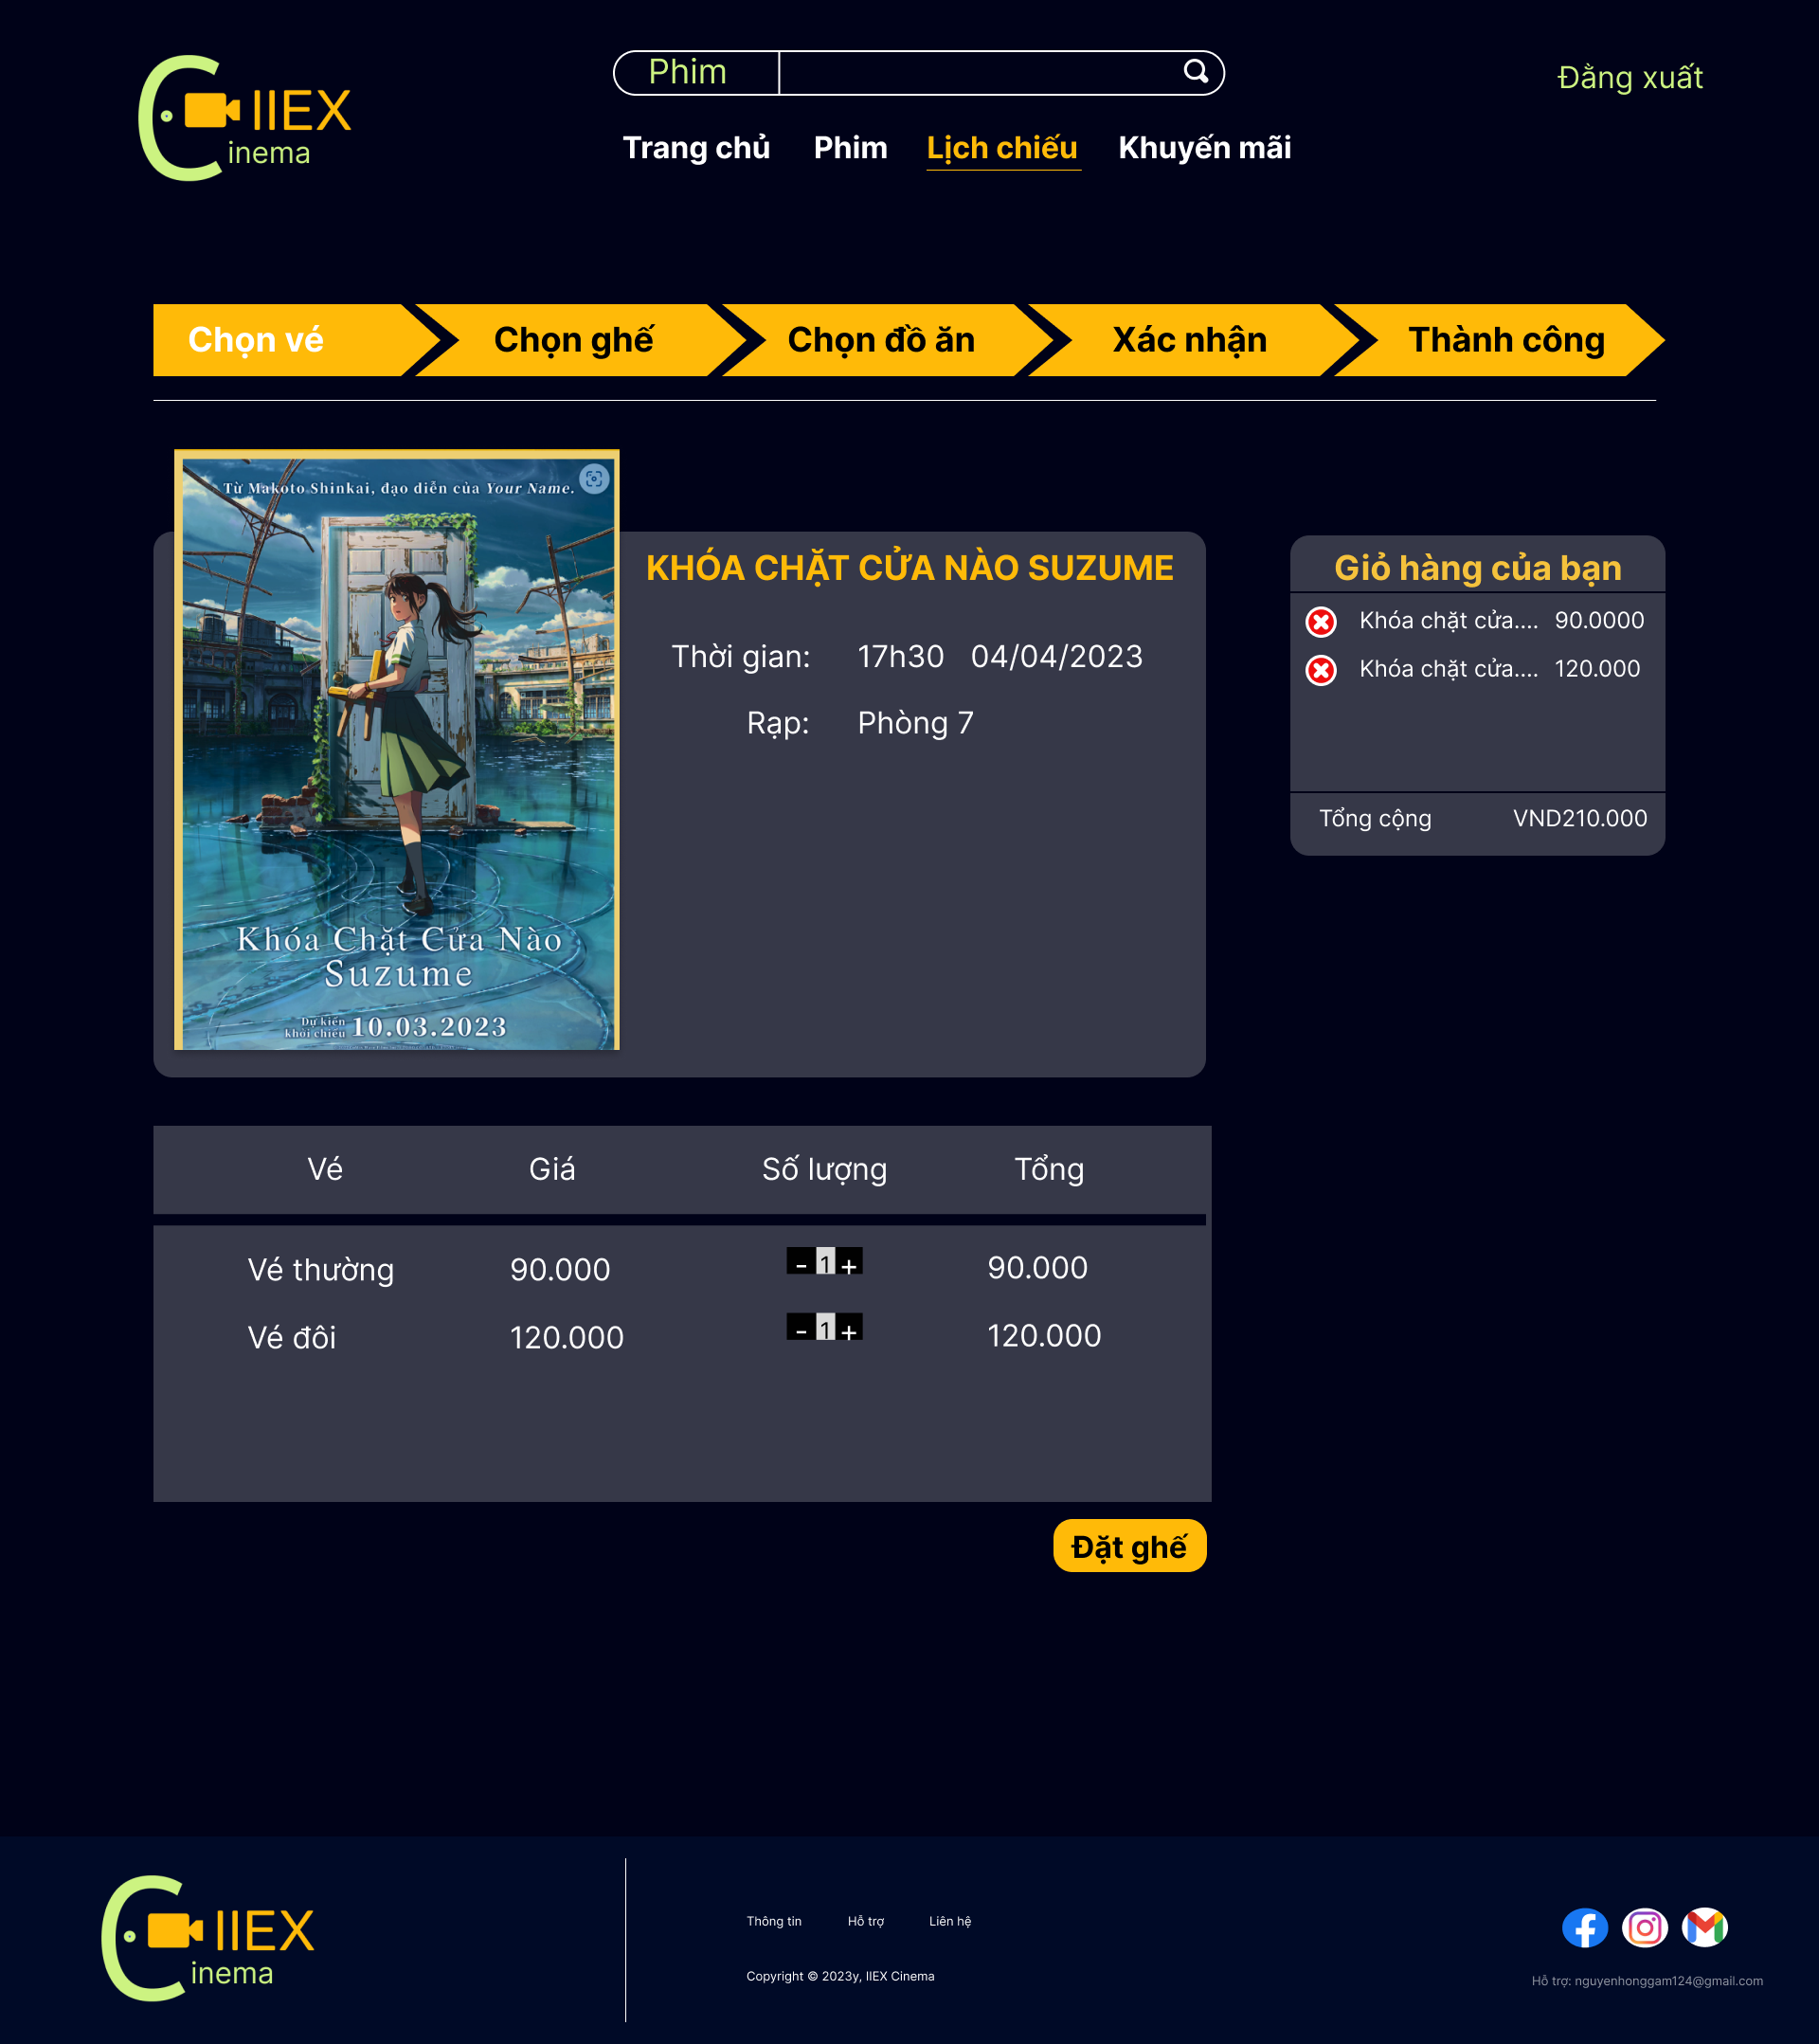 IIEX
inema
Phim
Đằng xuất
Trang chủ Phim Lịch chiếu Khuyến mãi
Chọn vé Chọn ghế Chọn đồ ăn Xác nhận Thành công
Từ Makoto Shinkai, đạo diễn của Your Name.
Khóa Chặt Cửa Nào
Suzume
Dự kiến
khởi chiếu 10.03.2023
KHÓA CHẶT CỬA NÀO SUZUME
Thời gian: 17h30 04/04/2023
Rạp: Phòng 7
Giỏ hàng của bạn
Khóa chặt cửa.... 90.0000
Khóa chặt cửa.... 120.000
Tổng cộng VND210.000
Vé Giá Số lượng Tổng
Vé thường 90.000 - 1 + 90.000
Vé đôi 120.000 - 1 + 120.000
Đặt ghế
IIEX
inema
Thông tin Hỗ trợ Liên hệ
Copyright © 2023y, IIEX Cinema
Hỗ trợ: nguyenhonggam124@gmail.com